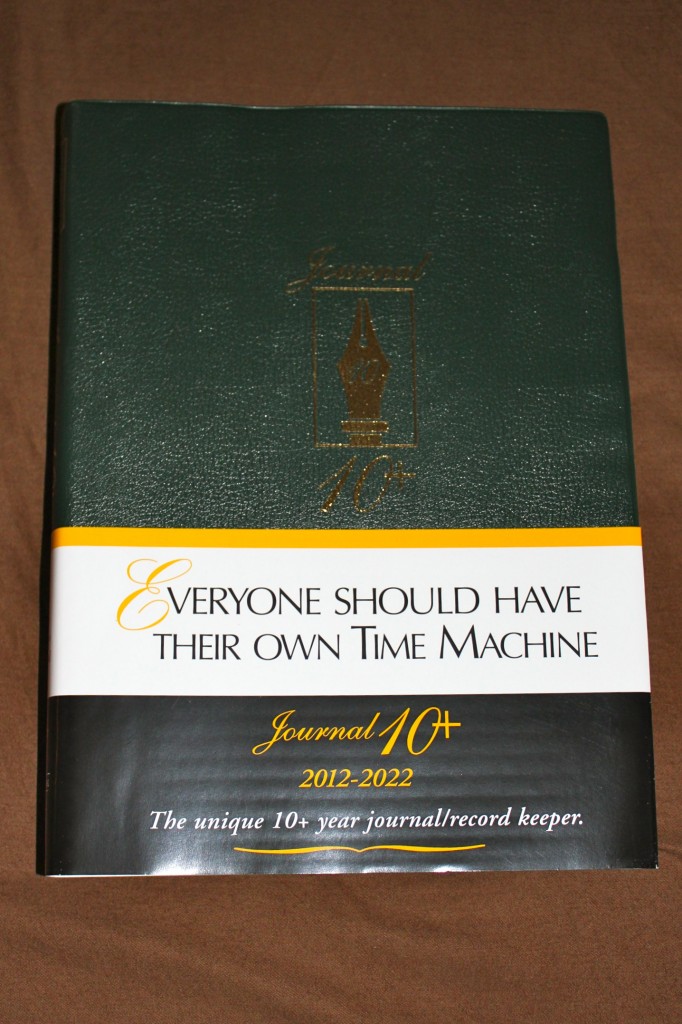 Journal
10+
EVERYONE SHOULD HAVE
THEIR OWN TIME MACHINE
Journal 10+
2012-2022
The unique 10+ year journal/record keeper.